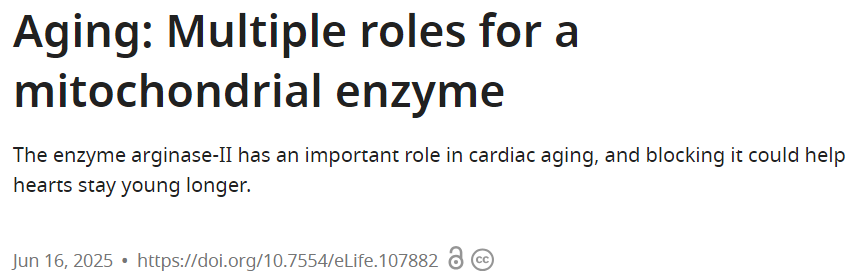 Aging: Multiple roles for a
mitochondrial enzyme
The enzyme arginase-II has an important role in cardiac aging, and blocking it could help
hearts stay young longer.
Jun 16, 2025 • https://doi.org/10.7554/eLife.107882 cc